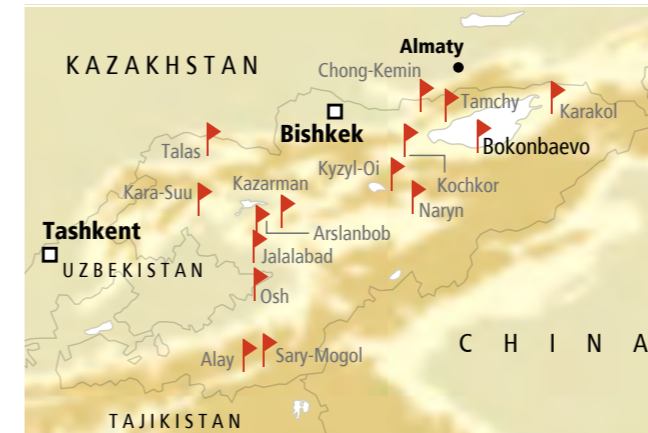 Almaty
KAZAKHSTAN
Chong-Kemin
Tamchy
Karakol
Bishkek
Talas
Bokonbaevo
Kyzyl-Oi
Kochkor
Kara-Suu
Kazarman
Naryn
Tashkent
Arslanbob
UZBEKISTAN
Jalalabad
Osh
CHINA
Alay
Sary-Mogol
TAJIKISTAN